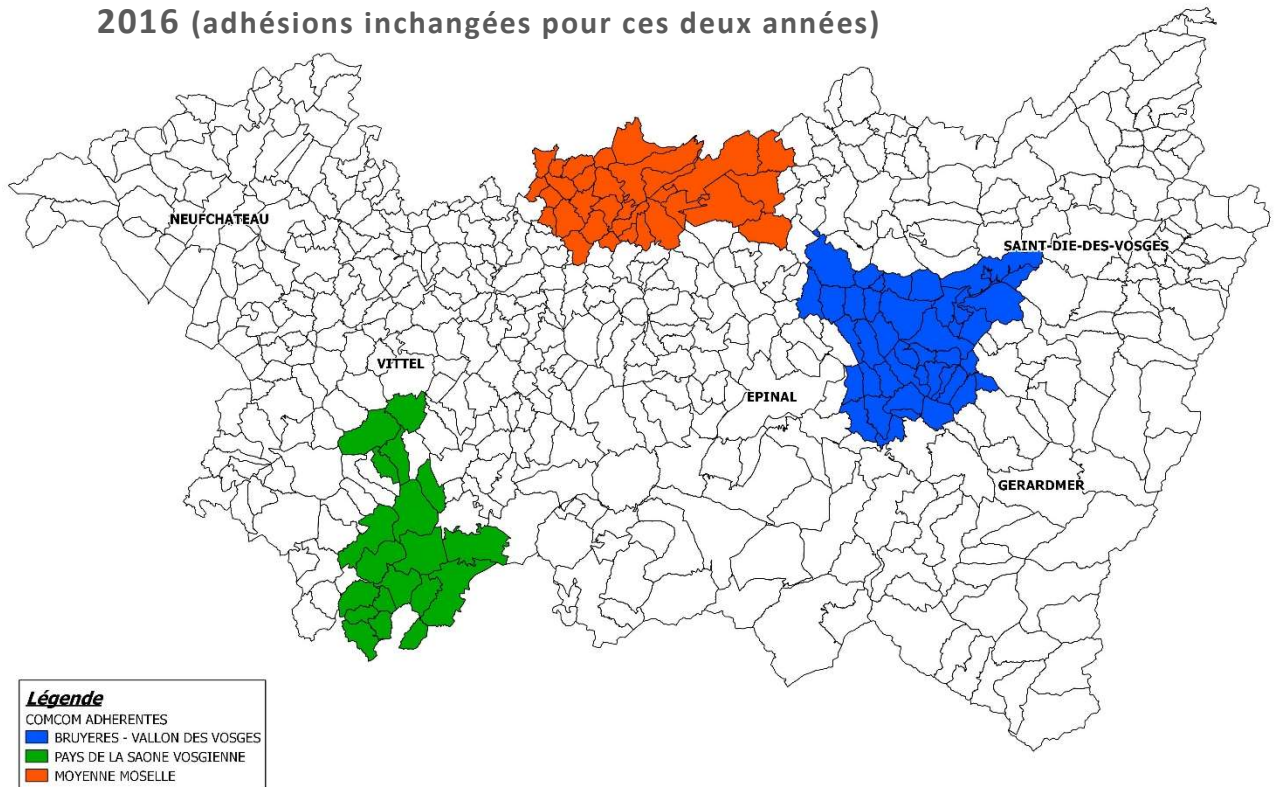 2016 (adhésions inchangées pour ces deux années)
NEUFCHATEAU
SAINT-DIE-DES-VOSGES
VITTEL
EPINAL
GERARDMER
Légende
COMCOM ADHERENTES
BRUYERES - VALLON DES VOSGES
PAYS DE LA SAONE VOSGIENNE
MOYENNE MOSELLE